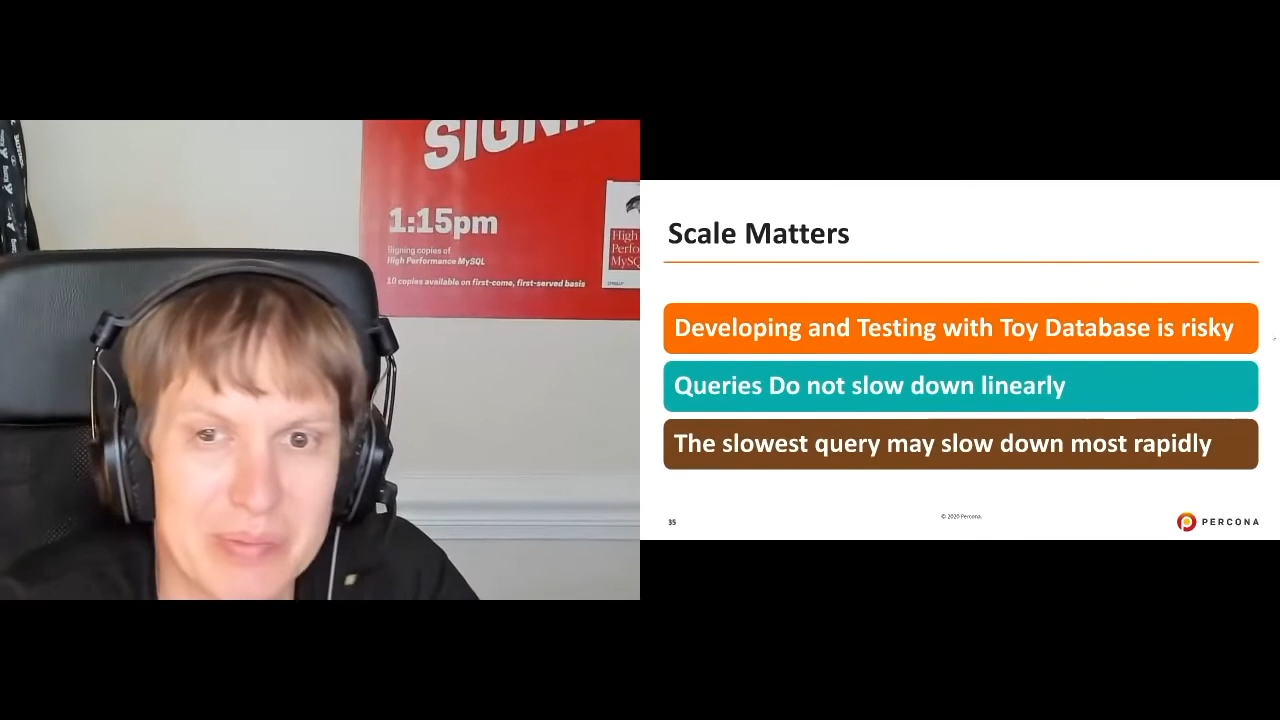 SIGNI
1:15pm
Signing copies of
High Performance MySQL
10 copies available on first-come, first-served basis
High
Perfo
MySQ
Scale Matters
Developing and Testing with Toy Database is risky
Queries Do not slow down linearly
The slowest query may slow down most rapidly
35
© 2020 Percona.
PERCONA